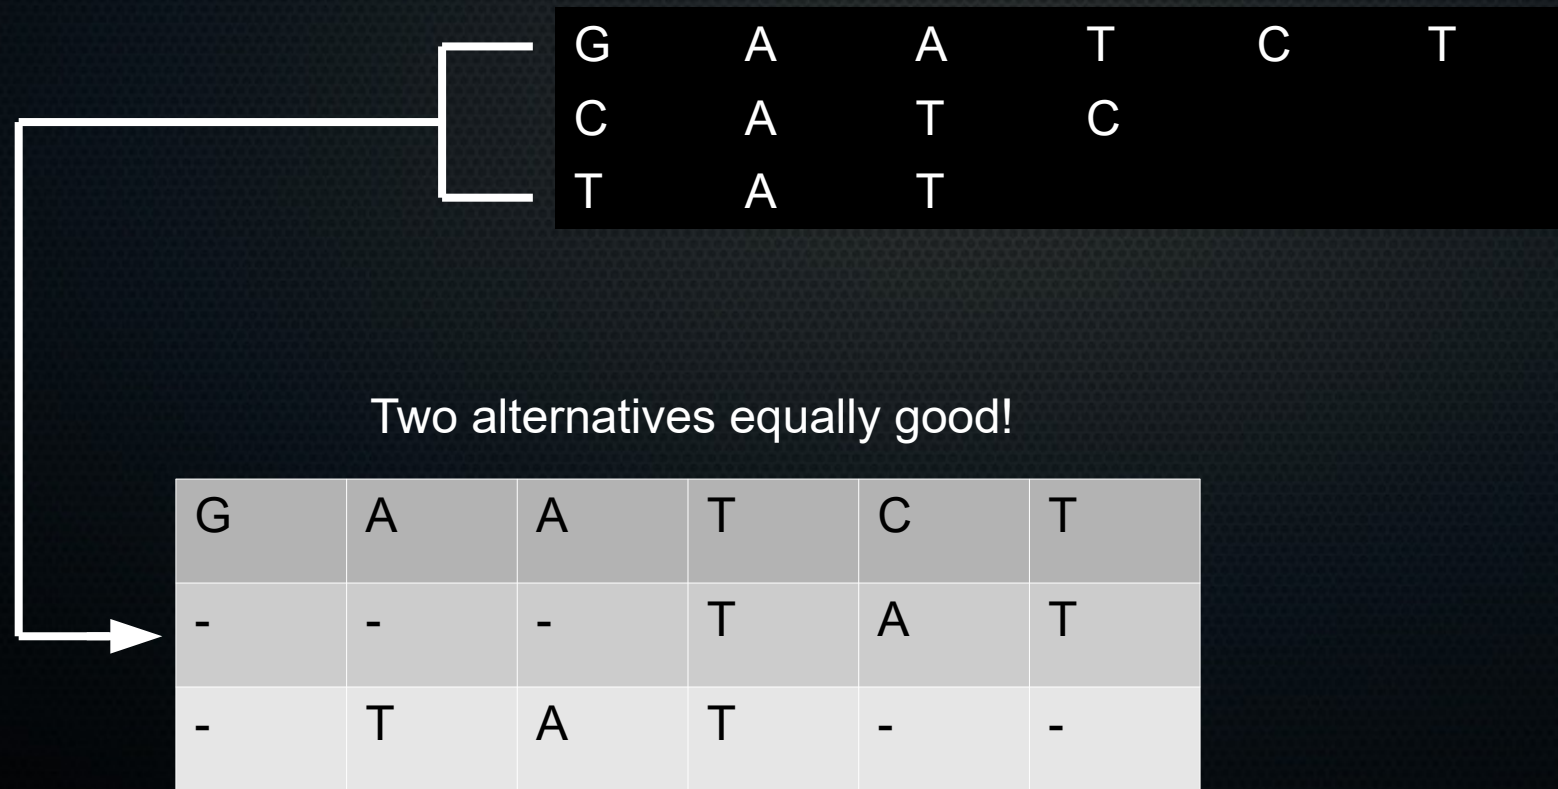 G A A T C T
C A T C
T A T
Two alternatives equally good!
G A A T C T
- - - T A T
- T A T - -